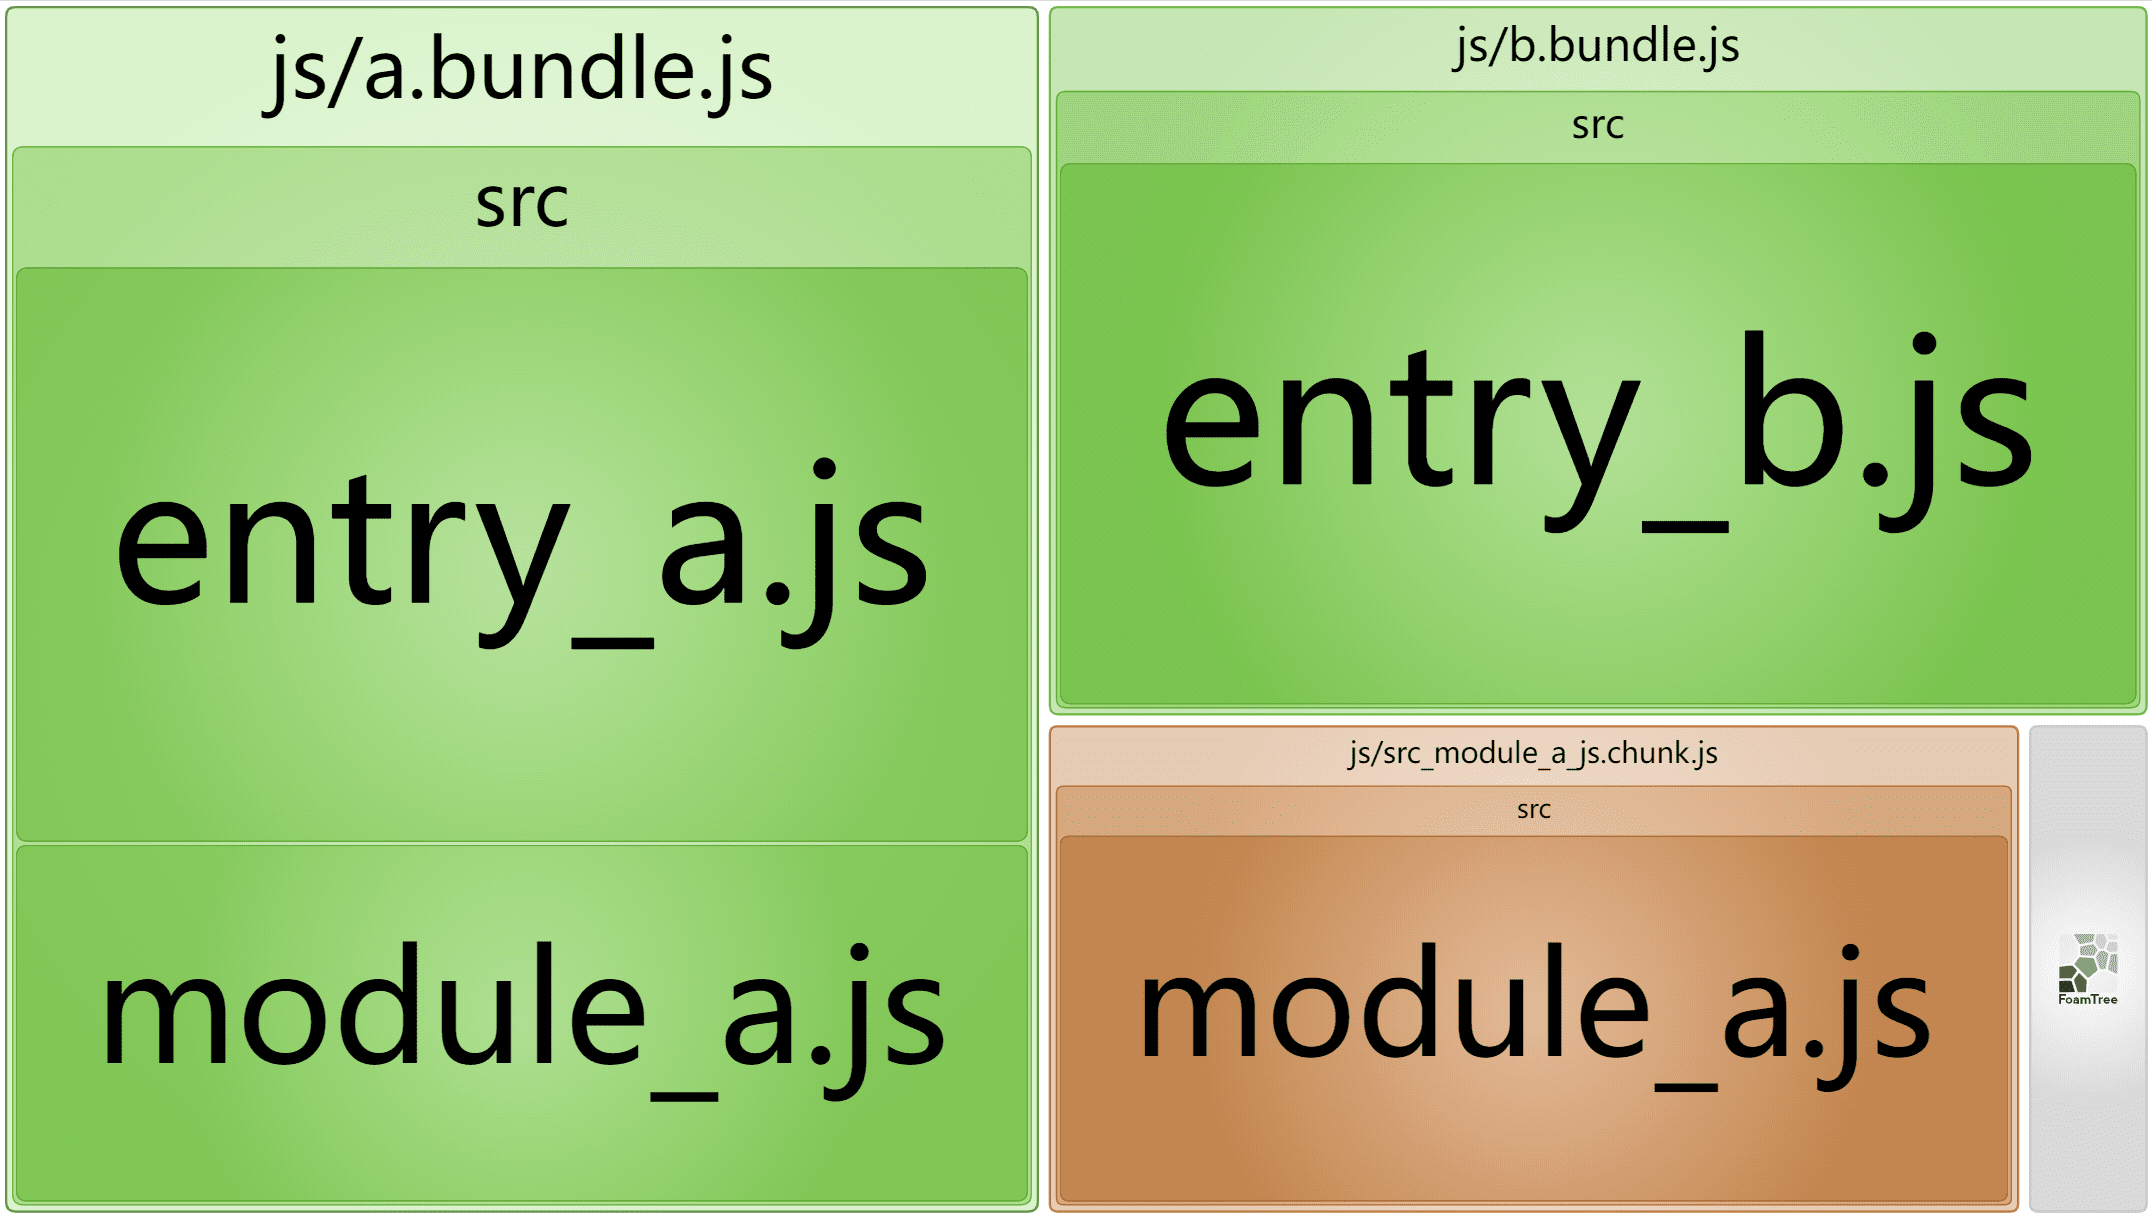 js/a.bundle.js
src
entry_a.js
module_a.js
js/b.bundle.js
src
entry_b.js
js/src_module_a_js.chunk.js
src
module_a.js
FoamTree